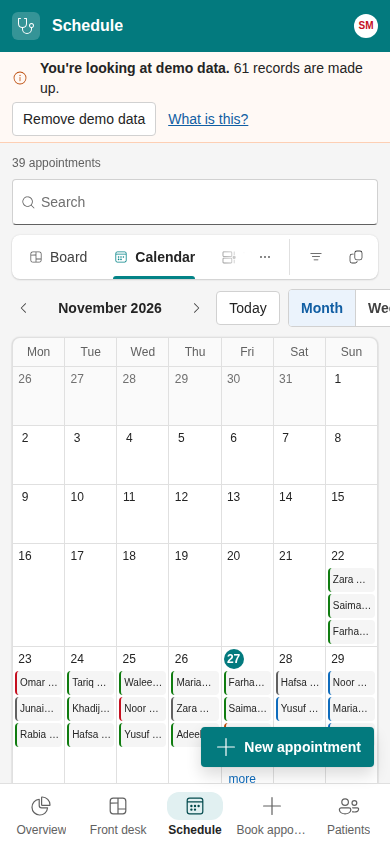 Schedule
SM
You're looking at demo data. 61 records are made
up.
Remove demo data
What is this?
39 appointments
Search
Board
Calendar
...
November 2026
Today
Month
Wee
Mon Tue Wed Thu Fri Sat Sun
26 27 28 29 30 31 1
2 3 4 5 6 7 8
9 10 11 12 13 14 15
16 17 18 19 20 21 22
Zara ...
Saima...
Farha...
23 24 25 26 27 28 29
Omar ... Tariq ... Walee... Maria... Farha... Hafsa ... Noor ...
Junai... Khadij... Noor ... Zara ... Saima... Yusuf ... Maria...
Rabia ... Hafsa ... Yusuf ... Adeel
New appointment
more
Overview
Front desk
Schedule
Book appo...
Patients